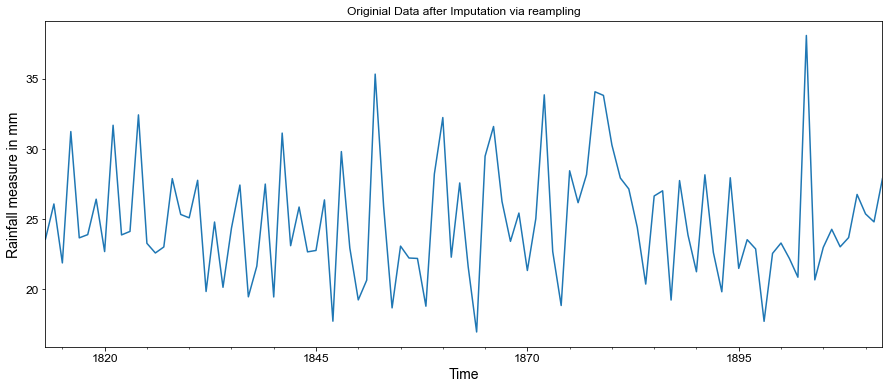 Originial Data after Imputation via reampling
Rainfall measure in mm
35
30
25
20
1820
1845
1870
1895
Time